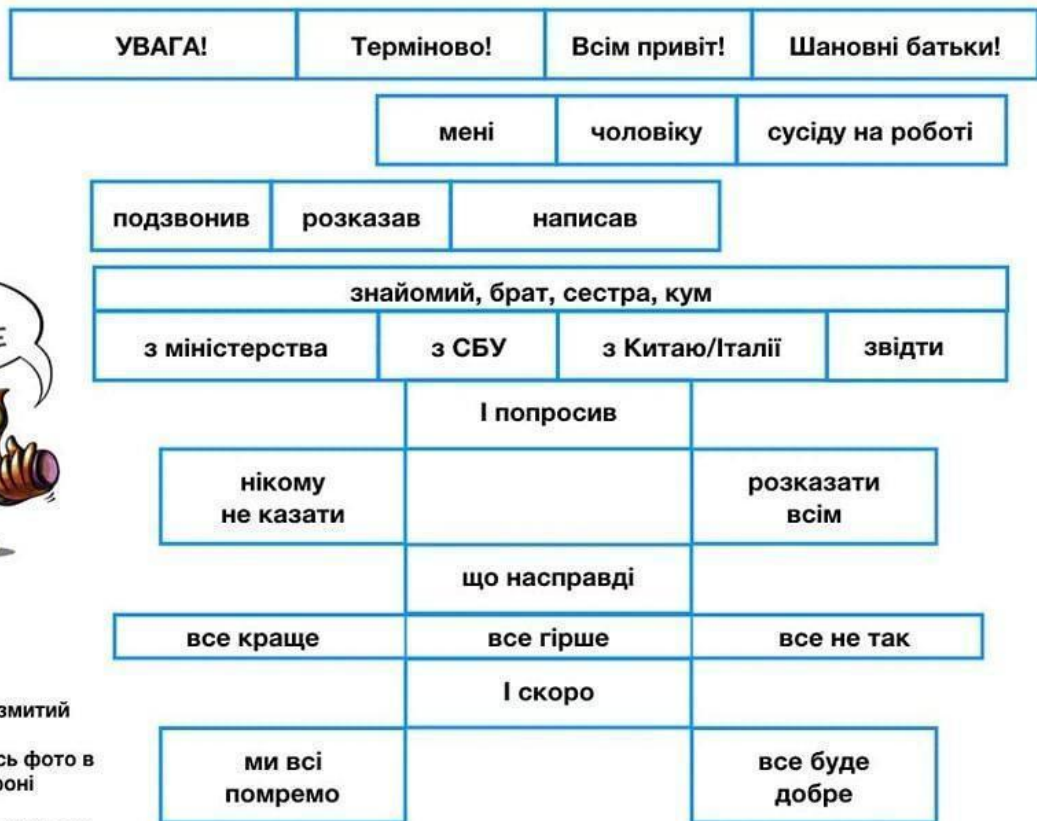 УВАГА! Терміново! Всім привіт! Шановні батьки!
мені чоловіку сусіду на роботі
подзвонив розказав написав
знайомий, брат, сестра, кум
з міністерства з СБУ з Китаю/Італії звідти
І попросив
нікому
не казати
розказати
всім
що насправді
все краще все гірше все не так
І скоро
ми всі
помремо
все буде
добре
фото в